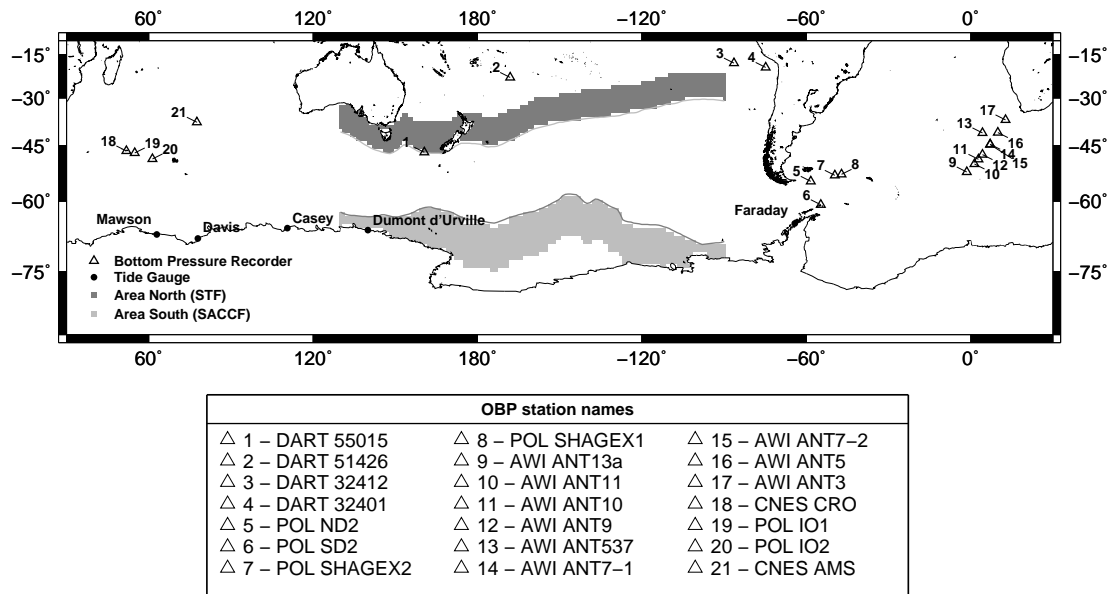 60˚ 120˚ 180˚ −120˚ −60˚ 0˚
−15˚ −15˚
−30˚ −30˚
−45˚ −45˚
−60˚ −60˚
−75˚ −75˚
3
4
2
21
17
13 16
18 19 20
1
11 14
9 10 12 15
5 7 8
6
Mawson Davis Casey Dumont d'Urville Faraday
Bottom Pressure Recorder
Tide Gauge
Area North (STF)
Area South (SACCF)
60˚ 120˚ 180˚ −120˚ −60˚ 0˚
OBP station names
1 − DART 55015
2 − DART 51426
3 − DART 32412
4 − DART 32401
5 − POL ND2
6 − POL SD2
7 − POL SHAGEX2
8 − POL SHAGEX1
9 − AWI ANT13a
10 − AWI ANT11
11 − AWI ANT10
12 − AWI ANT9
13 − AWI ANT537
14 − AWI ANT7−1
15 − AWI ANT7−2
16 − AWI ANT5
17 − AWI ANT3
18 − CNES CRO
19 − POL IO1
20 − POL IO2
21 − CNES AMS